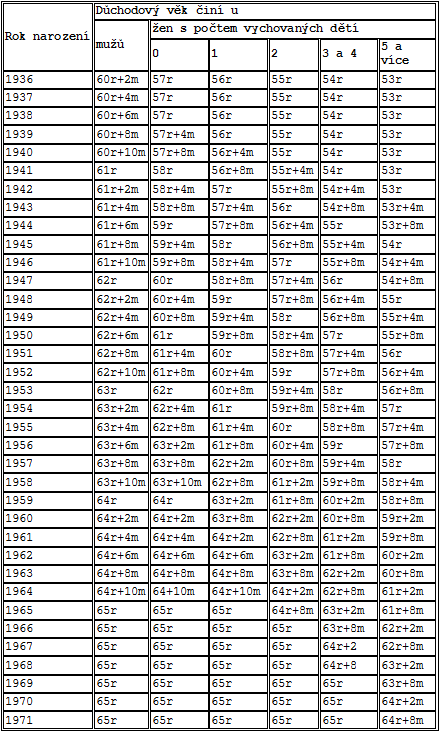 Důchodový věk činí u
Rok narození mužů žen s počtem vychovaných dětí
0 1 2 3 a 4 5 a více
1936 60r+2m 57r 56r 55r 54r 53r
1937 60r+4m 57r 56r 55r 54r 53r
1938 60r+6m 57r 56r 55r 54r 53r
1939 60r+8m 57r+4m 56r 55r 54r 53r
1940 60r+10m 57r+8m 56r+4m 55r 54r 53r
1941 61r 58r 56r+8m 55r+4m 54r 53r
1942 61r+2m 58r+4m 57r 55r+8m 54r+4m 53r
1943 61r+4m 58r+8m 57r+4m 56r 54r+8m 53r+4m
1944 61r+6m 59r 57r+8m 56r+4m 55r 53r+8m
1945 61r+8m 59r+4m 58r 56r+8m 55r+4m 54r
1946 61r+10m 59r+8m 58r+4m 57r 55r+8m 54r+4m
1947 62r 60r 58r+8m 57r+4m 56r 54r+8m
1948 62r+2m 60r+4m 59r 57r+8m 56r+4m 55r
1949 62r+4m 60r+8m 59r+4m 58r 56r+8m 55r+4m
1950 62r+6m 61r 59r+8m 58r+4m 57r 55r+8m
1951 62r+8m 61r+4m 60r 58r+8m 57r+4m 56r
1952 62r+10m 61r+8m 60r+4m 59r 57r+8m 56r+4m
1953 63r 62r 60r+8m 59r+4m 58r 56r+8m
1954 63r+2m 62r+4m 61r 59r+8m 58r+4m 57r
1955 63r+4m 62r+8m 61r+4m 60r 58r+8m 57r+4m
1956 63r+6m 63r+2m 61r+8m 60r+4m 59r 57r+8m
1957 63r+8m 63r+8m 62r+2m 60r+8m 59r+4m 58r
1958 63r+10m 63r+10m 62r+8m 61r+2m 59r+8m 58r+4m
1959 64r 64r 63r+2m 61r+8m 60r+2m 58r+8m
1960 64r+2m 64r+2m 63r+8m 62r+2m 60r+8m 59r+2m
1961 64r+4m 64r+4m 64r+2m 62r+8m 61r+2m 59r+8m
1962 64r+6m 64r+6m 64r+6m 63r+2m 61r+8m 60r+2m
1963 64r+8m 64r+8m 64r+8m 63r+8m 62r+2m 60r+8m
1964 64r+10m 64+10m 64r+10m 64r+2m 62r+8m 61r+2m
1965 65r 65r 65r 64r+8m 63r+2m 61r+8m
1966 65r 65r 65r 65r 63r+8m 62r+2m
1967 65r 65r 65r 65r 64r+2 62r+8m
1968 65r 65r 65r 65r 64r+8 63r+2m
1969 65r 65r 65r 65r 65r 63r+8m
1970 65r 65r 65r 65r 65r 64r+2m
1971 65r 65r 65r 65r 65r 64r+8m